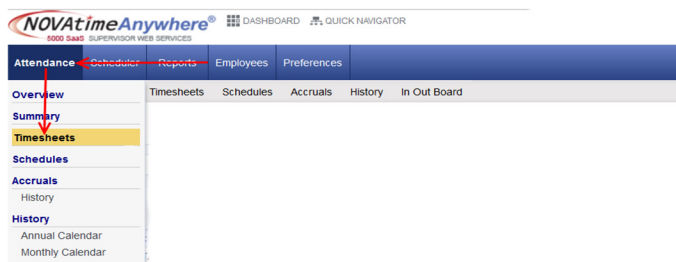 NOVAtimeAnywhere® DASHBOARD QUICK NAVIGATOR
5000 SaaS SUPERVISOR WEB SERVICES
Attendance Scheduler Reports Employees Preferences
Overview Timesheets Schedules Accruals History In Out Board
Summary
Timesheets
Schedules
Accruals
History
History
Annual Calendar
Monthly Calendar